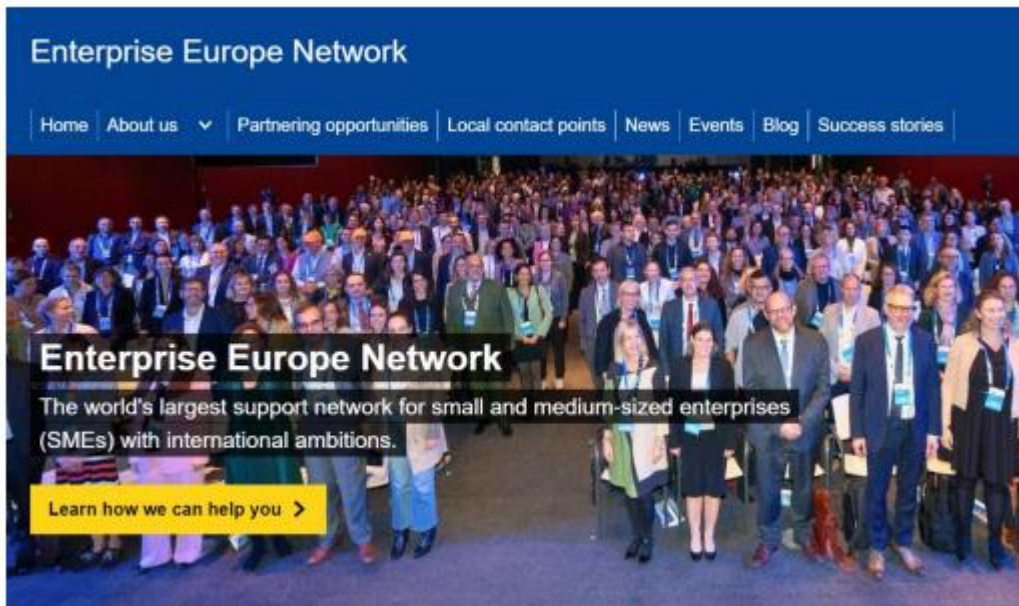 Enterprise Europe Network
Home About us Partnering opportunities Local contact points News Events Blog Success stories
Enterprise Europe Network
The world's largest support network for small and medium-sized enterprises
(SMEs) with international ambitions.
Learn how we can help you